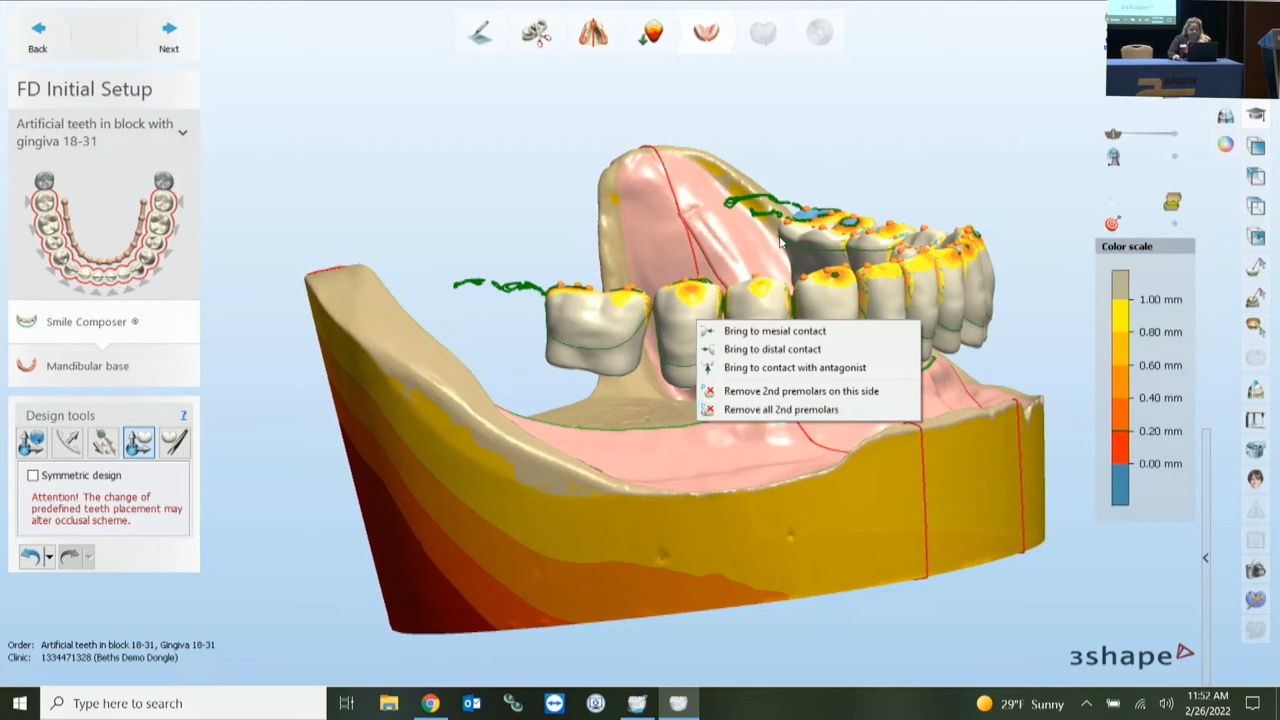 Back
Next
FD Initial Setup
Artificial teeth in block with
gingiva 18-31
Smile Composer
Mandibular base
Design tools
?
Symmetric design
Attention! The change of
predefined teeth placement may
alter occlusal scheme.
Order: Artificial teeth in block 18-31, Gingiva 18-31
Clinic: 1334471328 (Beths Demo Dongle)
Bring to mesial contact
Bring to distal contact
Bring to contact with antagonist
Remove 2nd premolars on this side
Remove all 2nd premolars
3shape
Color scale
1.00 mm
0.80 mm
0.60 mm
0.40 mm
0.20 mm
0.00 mm
3shape
Type here to search
29°F Sunny
11:52 AM
2/26/2022